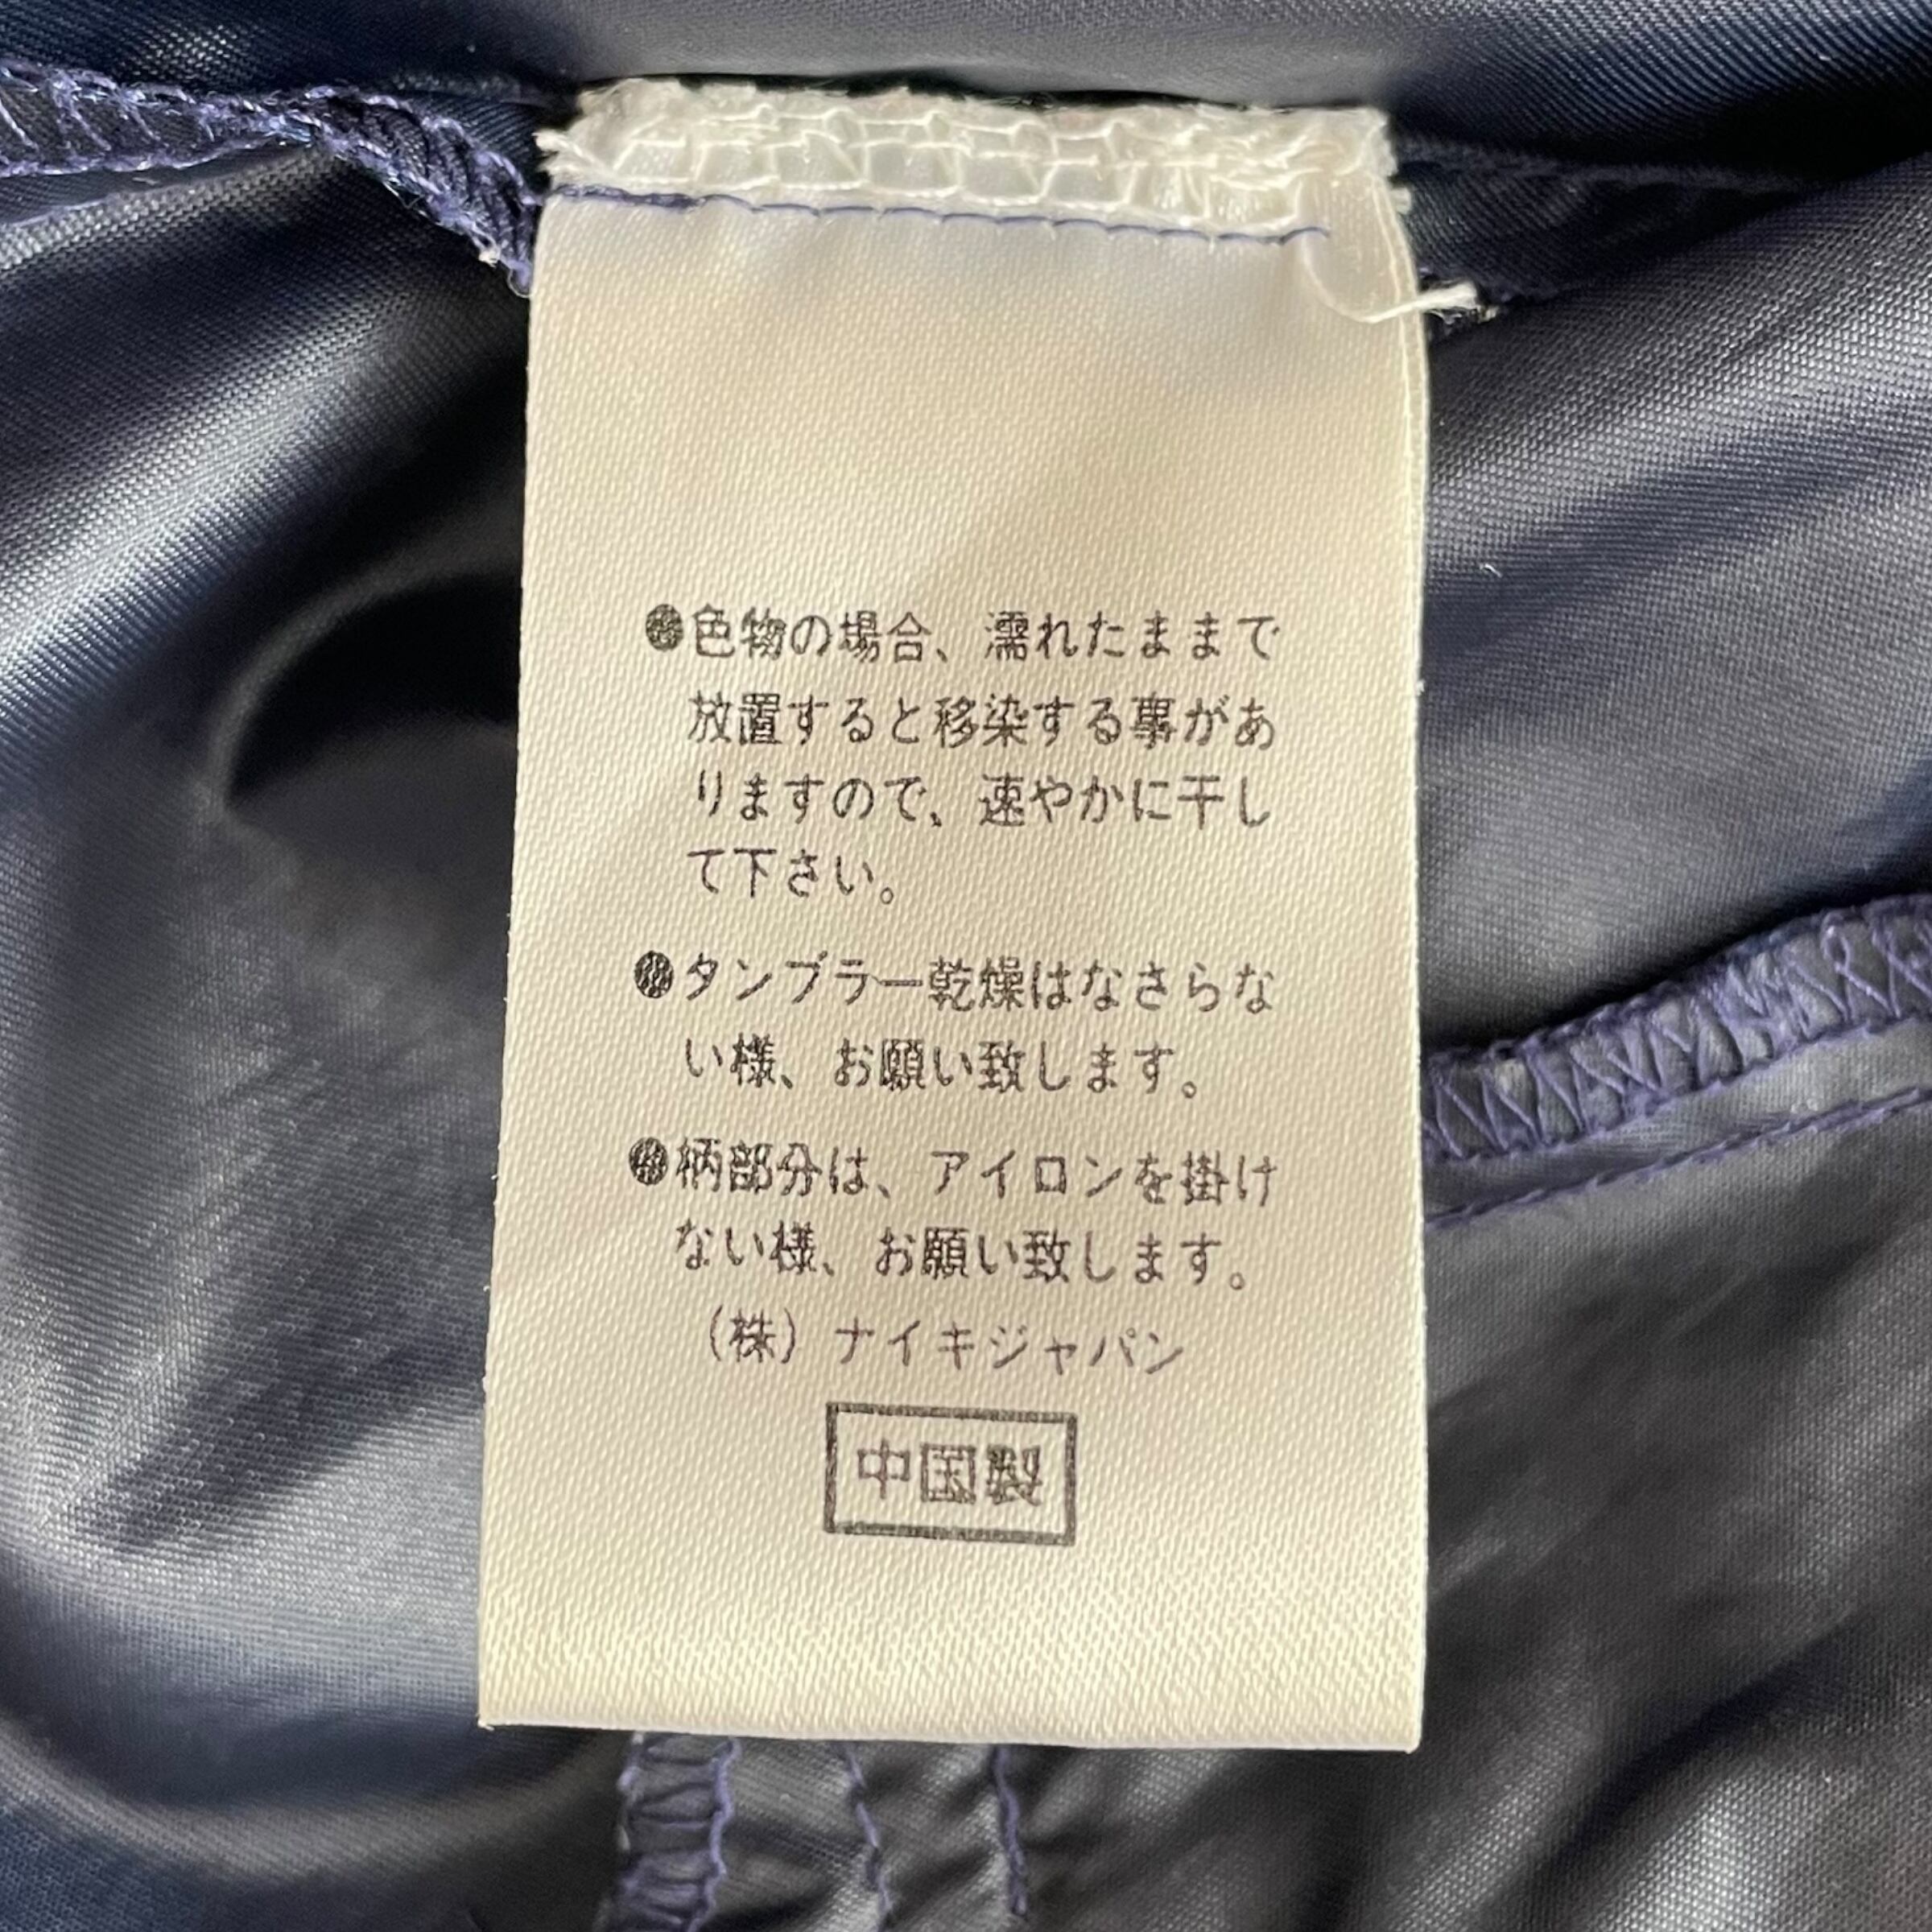 ●色物の場合、濡れたままで
放置すると移染する事があ
りますので、速やかに干し
て下さい。
●タンブラー乾燥はなさらな
い様、お願い致します。
●柄部分は、アイロンを掛け
ない様、お願い致します。
(株)ナイキジャパン
中国製